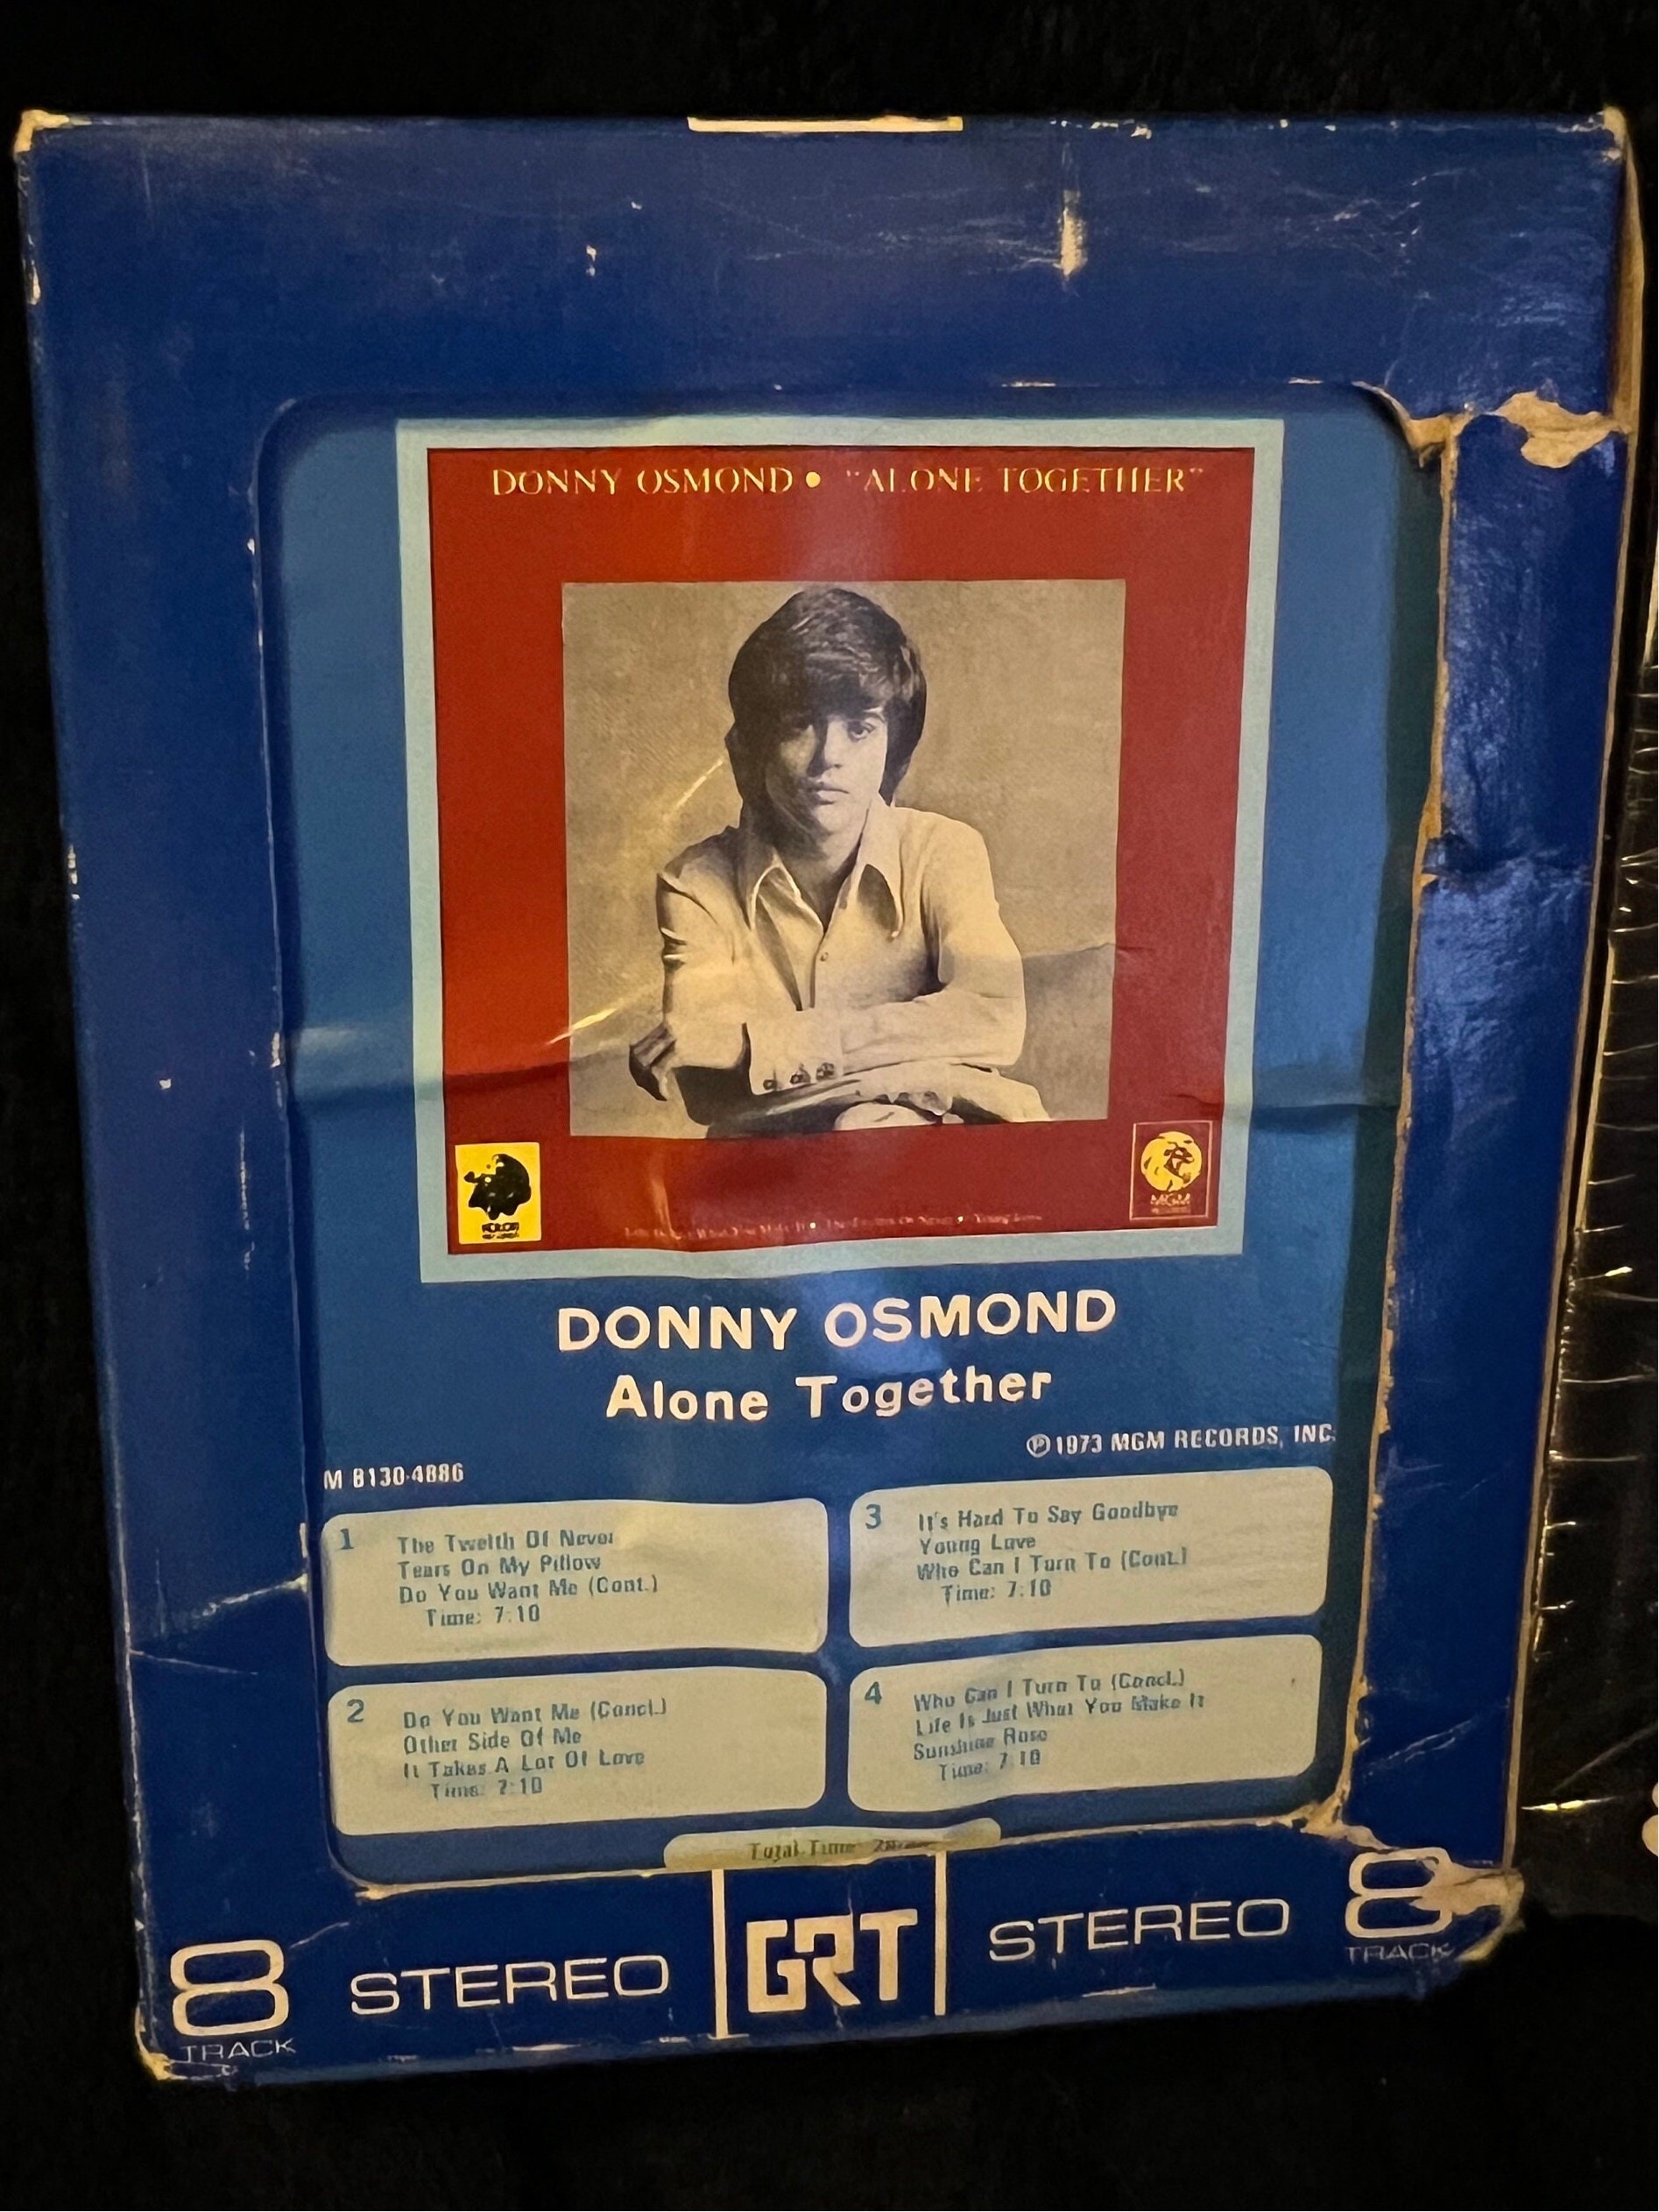 DONNY OSMOND • "ALONE TOGETHER"
MGM
DONNY OSMOND
Alone Together
Ⓟ 1973 MGM RECORDS, INC.
M 8130-4886
1
The Twelth Of Never
Tears On My Pillow
Do You Want Me (Cont.)
Time: 7:10
2
Do You Want Me (Concl.)
Other Side Of Me
It Takes A Lot Of Love
Time: 7:10
3
It's Hard To Say Goodbye
Young Love
Who Can I Turn To (Cont.)
Time: 7:10
4
Who Can I Turn To (Concl.)
Life Is Just What You Make It
Sunshine Rose
Time: 7:10
Total Time:
8 TRACK STEREO GRT STEREO 8 TRACK